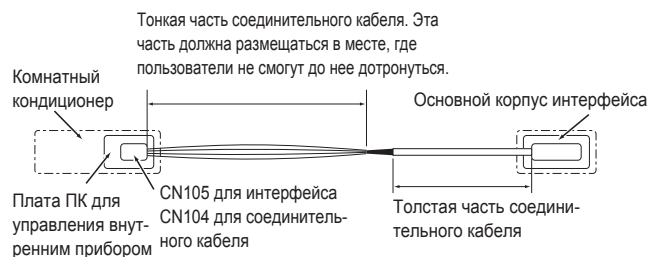 Тонкая часть соединительного кабеля. Эта
часть должна размещаться в месте, где
пользователи не смогут до нее дотронуться.
Комнатный
кондиционер
Основной корпус интерфейса
Плата ПК для
управления внут-
ренним прибором
CN105 для интерфейса
CN104 для соединитель-
ного кабеля
Толстая часть соедини-
тельного кабеля